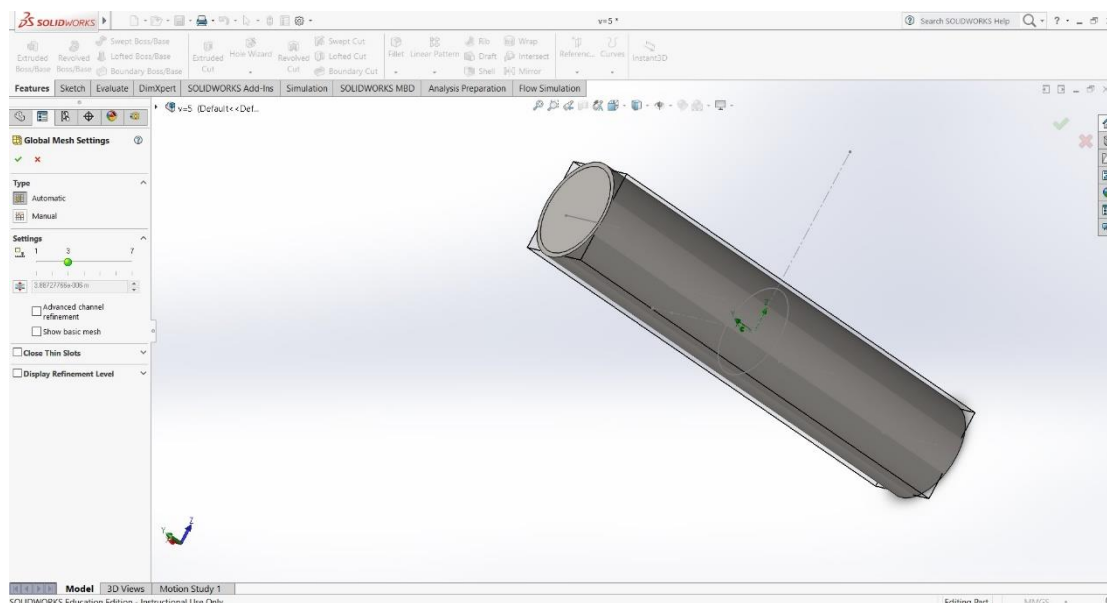 SOLIDWORKS
v=5 *
Search SOLIDWORKS Help
Extruded Boss/Base
Revolved Boss/Base
Swept Boss/Base
Lofted Boss/Base
Boundary Boss/Base
Extruded Cut
Hole Wizard
Revolved Cut
Swept Cut
Lofted Cut
Boundary Cut
Fillet
Linear Pattern
Rib
Draft
Shell
Wrap
Intersect
Mirror
Referenc...
Curves
Instant3D
Features Sketch Evaluate DimXpert SOLIDWORKS Add-Ins Simulation SOLIDWORKS MBD Analysis Preparation Flow Simulation
v=5 (Default<<Def...
Global Mesh Settings
Type
Automatic
Manual
Settings
1 3 7
Advanced channel
refinement
Show basic mesh
Close Thin Slots
Display Refinement Level
Z
Y
Model 3D Views Motion Study 1
SOLIDWORKS Education Edition - Instructional Use Only
Editing Part MMGS